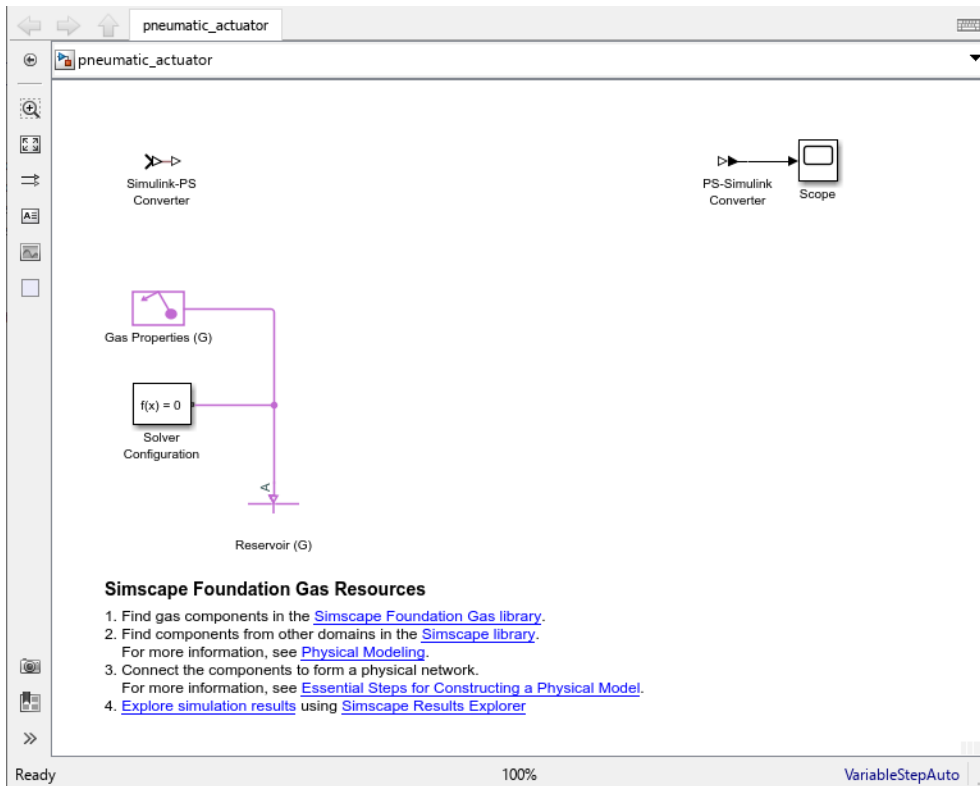 pneumatic_actuator
pneumatic_actuator
Simulink-PS
Converter
PS-Simulink
Converter
Scope
Gas Properties (G)
f(x) = 0
Solver
Configuration
A
Reservoir (G)
Simscape Foundation Gas Resources
1. Find gas components in the Simscape Foundation Gas library.
2. Find components from other domains in the Simscape library.
For more information, see Physical Modeling.
3. Connect the components to form a physical network.
For more information, see Essential Steps for Constructing a Physical Model.
4. Explore simulation results using Simscape Results Explorer
Ready
100%
VariableStepAuto